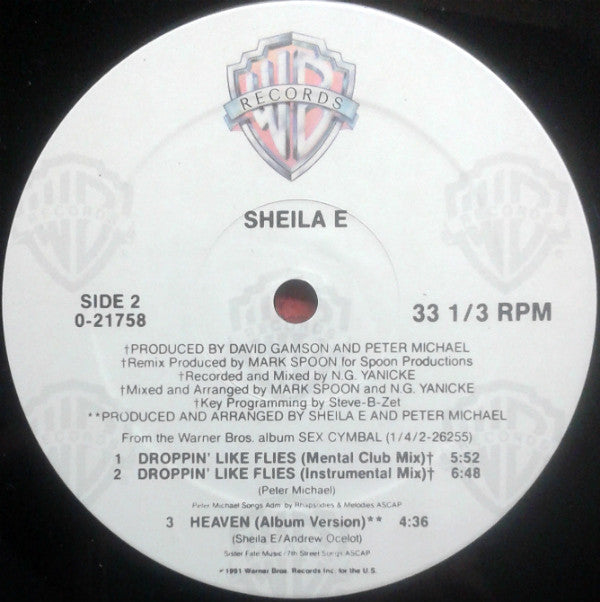 WB
RECORDS
SHEILA E
SIDE 2
0-21758
33 1/3 RPM
†PRODUCED BY DAVID GAMSON AND PETER MICHAEL
†Remix Produced by MARK SPOON for Spoon Productions
†Recorded and Mixed by N.G. YANICKE
†Mixed and Arranged by MARK SPOON and N.G. YANICKE
†Key Programming by Steve-B-Zet
**PRODUCED AND ARRANGED BY SHEILA E AND PETER MICHAEL
From the Warner Bros. album SEX CYMBAL (1/4/2-26255)
1 DROPPIN' LIKE FLIES (Mental Club Mix)† 5:52
2 DROPPIN' LIKE FLIES (Instrumental Mix)† 6:48
(Peter Michael)
Peter Michael Songs Adm. by Rhapsodies & Melodies ASCAP
3 HEAVEN (Album Version)** 4:36
(Sheila E/Andrew Ocelot)
Sister Fate Music/7th Street Songs ASCAP
℗ 1991 Warner Bros. Records Inc. for the U.S.